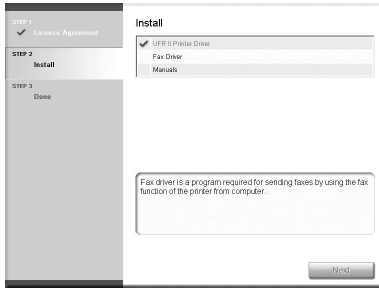 STEP 1
License Agreement
STEP 2
Install
STEP 3
Done
Install
UFR II Printer Driver
Fax Driver
Manuals
Fax driver is a program required for sending faxes by using the fax
function of the printer from computer.
Next